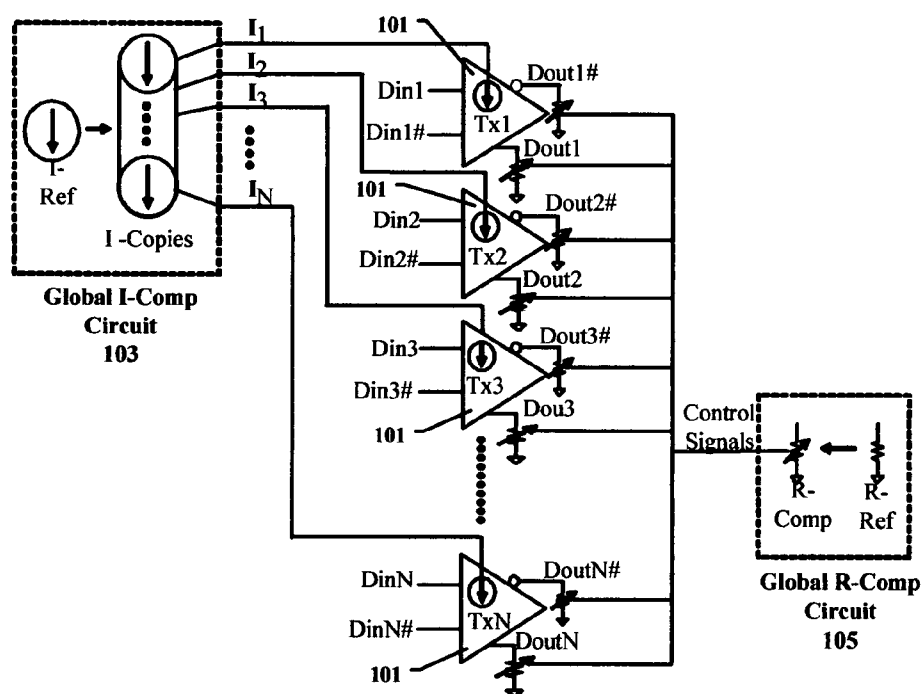 I-
Ref
I -Copies
Global I-Comp
Circuit
103
I1
I2
I3
IN
101
Din1
Din1#
Tx1
Dout1#
Dout1
101
Din2
Din2#
Tx2
Dout2#
Dout2
Din3
Din3#
Tx3
Dout3#
Dou3
101
DinN
DinN#
TxN
DoutN#
DoutN
101
Control
Signals
R-
Comp
R-
Ref
Global R-Comp
Circuit
105